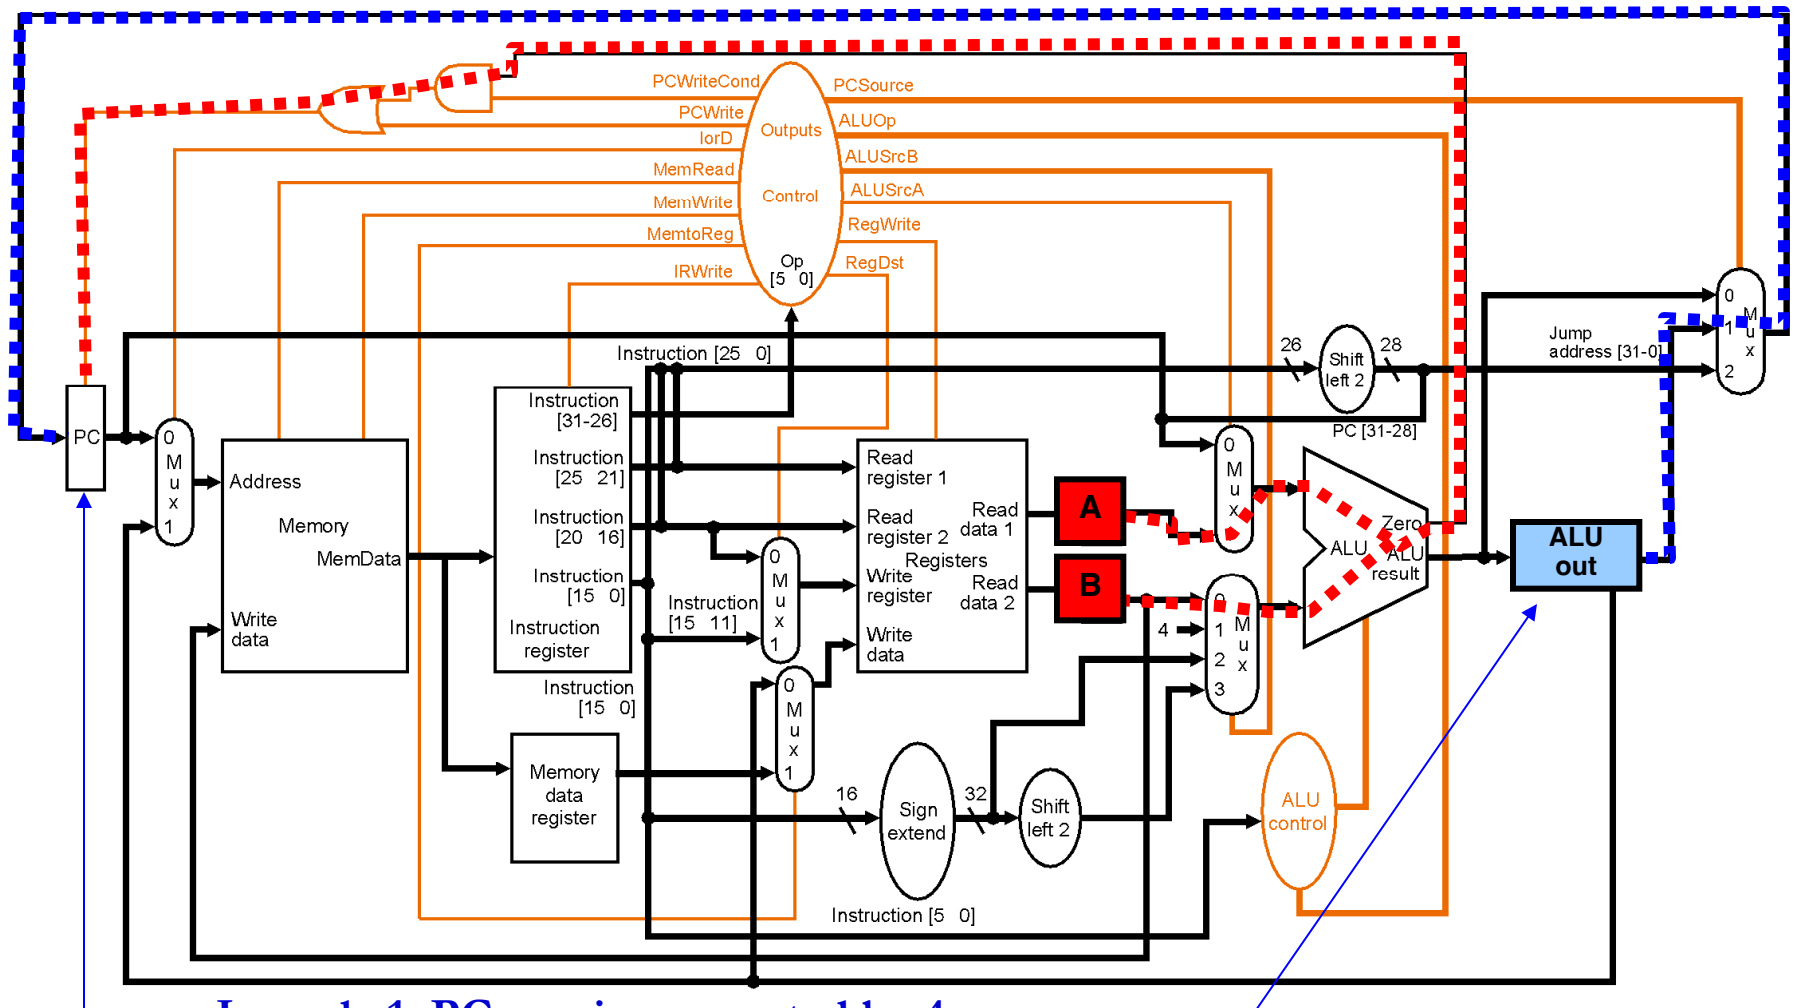 PCWriteCond
PCWrite
IorD
MemRead
MemWrite
MemtoReg
IRWrite
Outputs
Control
Op
[5 0]
PCSource
ALUOp
ALUSrcB
ALUSrcA
RegWrite
RegDst
PC
0
M
u
x
1
Address
Memory
MemData
Write
data
Instruction [25 0]
Instruction
[31-26]
Instruction
[25 21]
Instruction
[20 16]
Instruction
[15 0]
Instruction
register
Instruction
[15 0]
Instruction
[15 11]
Memory
data
register
0
M
u
x
1
0
M
u
x
1
Read
register 1
Read
register 2
Registers
Write
register
Write
data
Read
data 1
Read
data 2
A
B
16
Sign
extend
32
Shift
left 2
Instruction [5 0]
26
Shift
left 2
28
PC [31-28]
Jump
address [31-0]
0
M
u
x
1
0
M
u
x
4
1
2
3
Zero
ALU
ALU
result
ALU
control
ALU
out
0
M
u
x
1
2